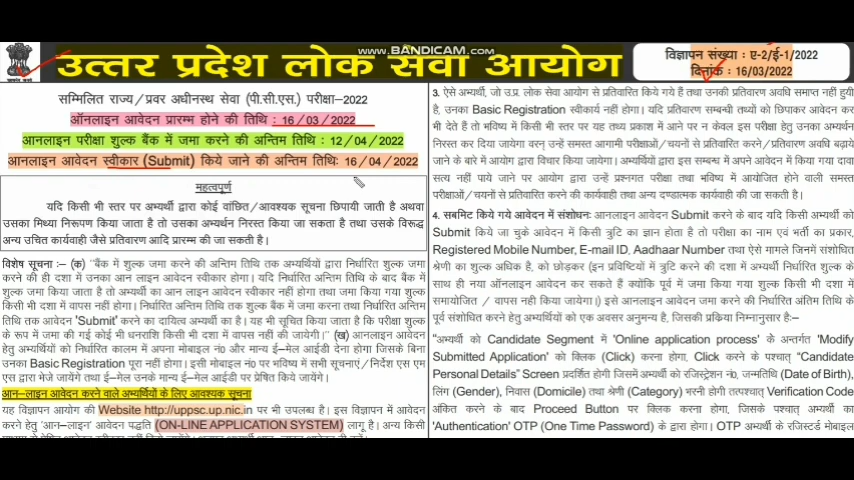 WWW.BANDICAM.COM
उत्तर प्रदेश लोक सेवा आयोग
विज्ञापन संख्या : ए-2/ई-1/2022
दिनांक : 16/03/2022
सम्मिलित राज्य/प्रवर अधीनस्थ सेवा (पी.सी.एस.) परीक्षा-2022
ऑनलाइन आवेदन प्रारम्भ होने की तिथि : 16/03/2022
आनलाइन परीक्षा शुल्क बैंक में जमा करने की अन्तिम तिथि : 12/04/2022
आनलाइन आवेदन स्वीकार (Submit) किये जाने की अन्तिम तिथि: 16/04/2022
महत्वपूर्ण
यदि किसी भी स्तर पर अभ्यर्थी द्वारा कोई वांछित/आवश्यक सूचना छिपायी जाती है अथवा
उसका मिथ्या निरूपण किया जाता है तो उसका अभ्यर्थन निरस्त किया जा सकता है तथा उसके विरूद्ध
अन्य उचित कार्यवाही जैसे प्रतिवारण आदि प्रारम्भ की जा सकती है।
विशेष सूचना :– (क) "बैंक में शुल्क जमा करने की अन्तिम तिथि तक अभ्यर्थियों द्वारा निर्धारित शुल्क जमा
करने की ही दशा में उनका आन लाइन आवेदन स्वीकार होगा। यदि निर्धारित अन्तिम तिथि के बाद बैंक में
शुल्क जमा किया जाता है तो अभ्यर्थी का आन लाइन आवेदन स्वीकार नहीं होगा तथा जमा किया गया शुल्क
किसी भी दशा में वापस नहीं होगा। निर्धारित अन्तिम तिथि तक शुल्क बैंक में जमा करना तथा निर्धारित अन्तिम
तिथि तक आवेदन 'Submit' करने का दायित्व अभ्यर्थी का है। यह भी सूचित किया जाता है कि परीक्षा शुल्क
के रूप में जमा की गई कोई भी धनराशि किसी भी दशा में वापस नहीं की जायेगी।" (ख) आनलाइन आवेदन
हेतु अभ्यर्थियों को निर्धारित कालम में अपना मोबाइल नं0 और मान्य ई–मेल आईडी देना होगा जिसके बिना
उनका Basic Registration पूरा नहीं होगा। इसी मोबाइल नं0 पर भविष्य में सभी सूचनाएं / निर्देश एस एम
एस द्वारा भेजे जायेंगे तथा ई–मेल उनके मान्य ई–मेल आईडी पर प्रेषित किये जायेंगे।
आन–लाइन आवेदन करने वाले अभ्यर्थियों के लिए आवश्यक सूचना
यह विज्ञापन आयोग की Website http://uppsc.up.nic.in पर भी उपलब्ध है। इस विज्ञापन में आवेदन
करने हेतु 'आन–लाइन' आवेदन पद्धति (ON-LINE APPLICATION SYSTEM) लागू है। अन्य किसी
3. ऐसे अभ्यर्थी, जो उ.प्र. लोक सेवा आयोग से प्रतिवारित किये गये हैं तथा उनकी प्रतिवारण अवधि समाप्त नहीं हुयी
है, उनका Basic Registration स्वीकार्य नहीं होगा। यदि प्रतिवारण सम्बन्धी तथ्यों को छिपाकर आवेदन कर
भी देते हैं तो भविष्य में किसी भी स्तर पर यह तथ्य प्रकाश में आने पर न केवल इस परीक्षा हेतु उनका अभ्यर्थन
निरस्त कर दिया जायेगा वरन् उन्हें समस्त आगामी परीक्षाओं/चयनों से प्रतिवारित करने / प्रतिवारण अवधि बढ़ाये
जाने के बारे में आयोग द्वारा विचार किया जायेगा। अभ्यर्थियों द्वारा इस सम्बन्ध में अपने आवेदन में किया गया दावा
सत्य नहीं पाये जाने पर आयोग द्वारा उन्हें प्रश्नगत परीक्षा तथा भविष्य में आयोजित होने वाली समस्त
परीक्षाओं/चयनों से प्रतिवारित करने की कार्यवाही तथा अन्य दण्डात्मक कार्यवाही की जा सकती है।
4. सबमिट किये गये आवेदन में संशोधन: आनलाइन आवेदन Submit करने के बाद यदि किसी अभ्यर्थी को
Submit किये जा चुके आवेदन में किसी त्रुटि का ज्ञान होता है तो परीक्षा का नाम एवं भर्ती का प्रकार,
Registered Mobile Number, E-mail ID, Aadhaar Number तथा ऐसे मामले जिनमें संशोधित
श्रेणी का शुल्क अधिक है, को छोड़कर (इन प्रविष्टियों में त्रुटि करने की दशा में अभ्यर्थी निर्धारित शुल्क के
साथ ही नया ऑनलाइन आवेदन कर सकते हैं क्योंकि पूर्व में जमा किया गया शुल्क किसी भी दशा में
समायोजित / वापस नही किया जायेगा) इसे आनलाइन आवेदन जमा करने की निर्धारित अंतिम तिथि के
पूर्व संशोधित करने हेतु अभ्यर्थियों को एक अवसर अनुमन्य है, जिसकी प्रक्रिया निम्नानुसार है:–
"अभ्यर्थी को Candidate Segment में 'Online application process' के अन्तर्गत 'Modify
Submitted Application' को क्लिक (Click) करना होगा, Click करने के पश्चात् "Candidate
Personal Details" Screen प्रदर्शित होगी जिसमें अभ्यर्थी को रजिस्ट्रेशन नं0, जन्मतिथि (Date of Birth),
लिंग (Gender), निवास (Domicile) तथा श्रेणी (Category) भरनी होगी तत्पश्चात् Verification Code
अंकित करने के बाद Proceed Button पर क्लिक करना होगा, जिसके पश्चात् अभ्यर्थी का
'Authentication' OTP (One Time Password) के द्वारा होगा। OTP अभ्यर्थी के रजिस्टर्ड मोबाइल